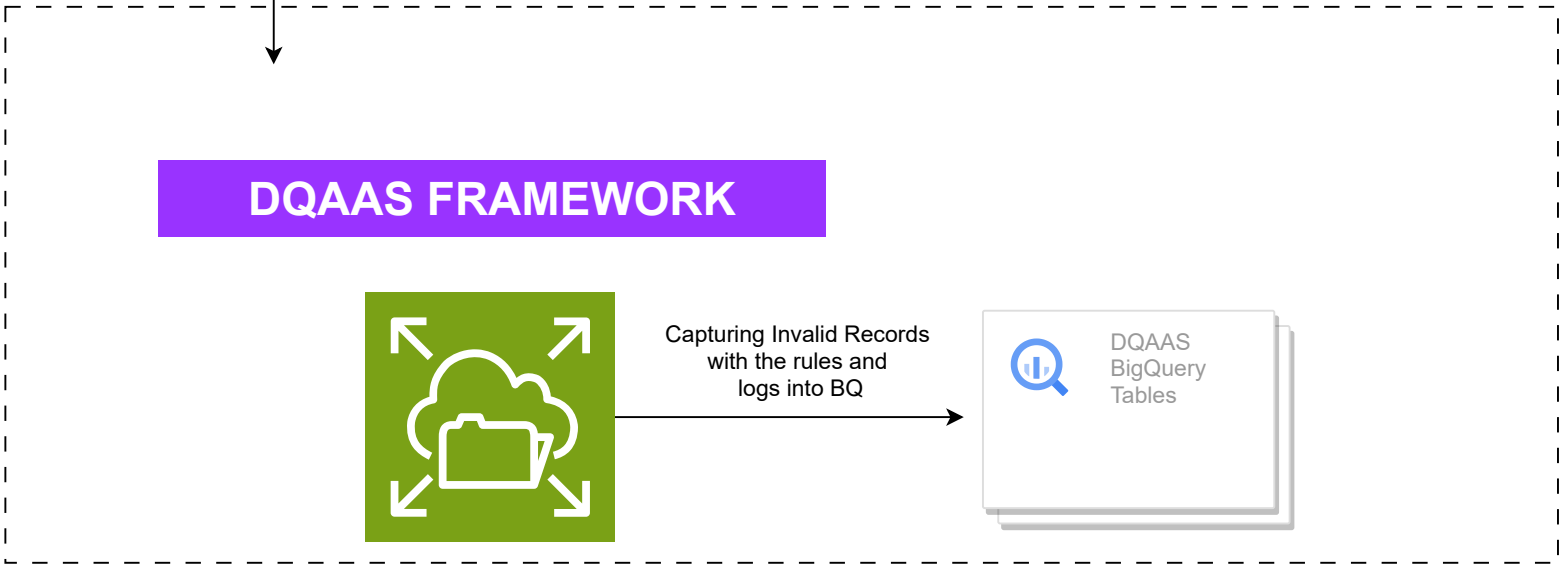 DQAAS FRAMEWORK
Capturing Invalid Records
with the rules and
logs into BQ
DQAAS
BigQuery
Tables